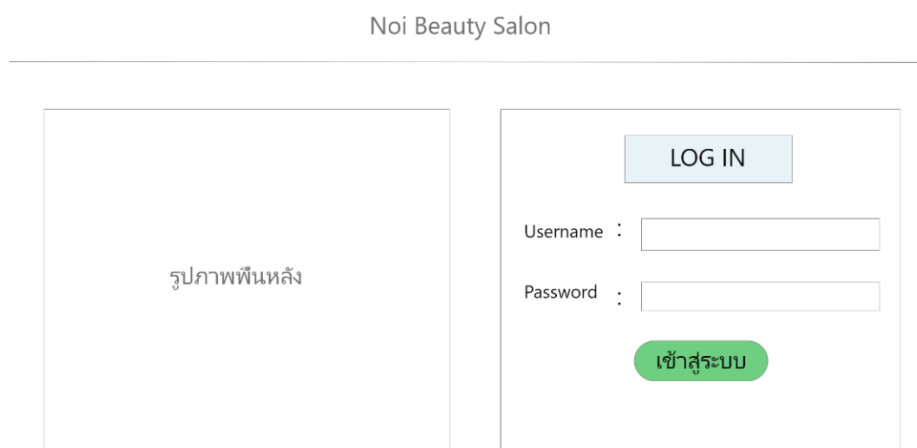 Noi Beauty Salon
รูปภาพพื้นหลัง
LOG IN
Username :
Password :
เข้าสู่ระบบ